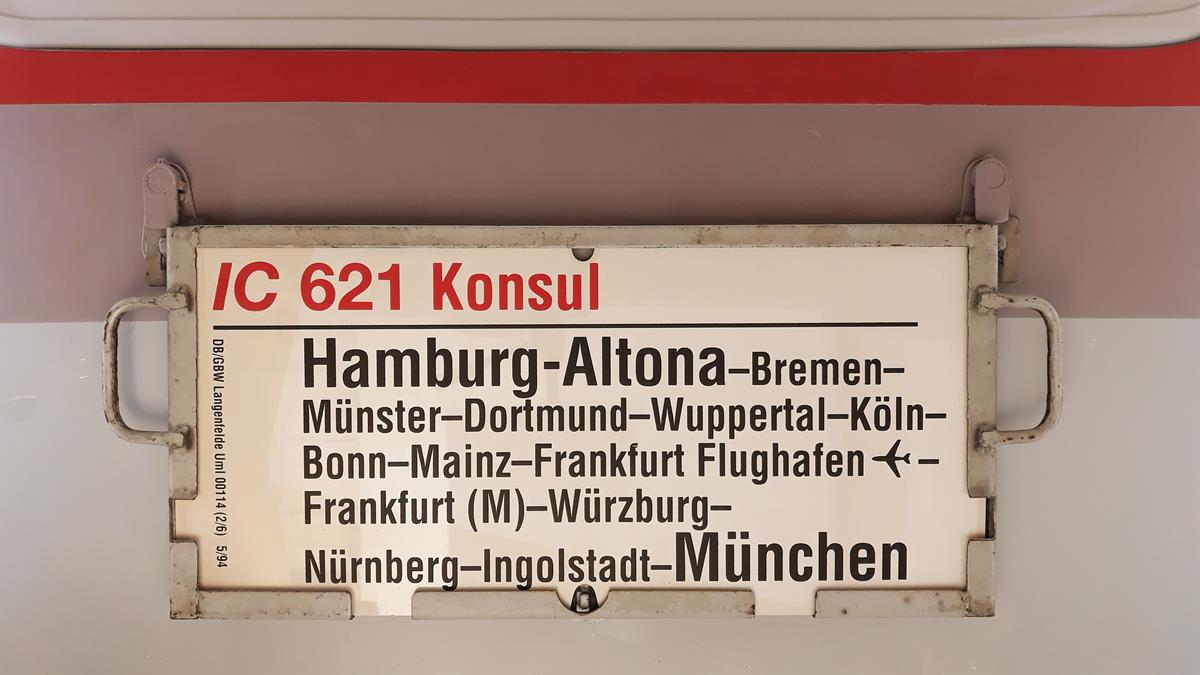 IC 621 Konsul
Hamburg-Altona–Bremen–
Münster–Dortmund–Wuppertal–Köln–
Bonn–Mainz–Frankfurt Flughafen ✈–
Frankfurt (M)–Würzburg–
Nürnberg–Ingolstadt–München
DB/GBW Langenfelde Uml 00114 (2/6) 5/94